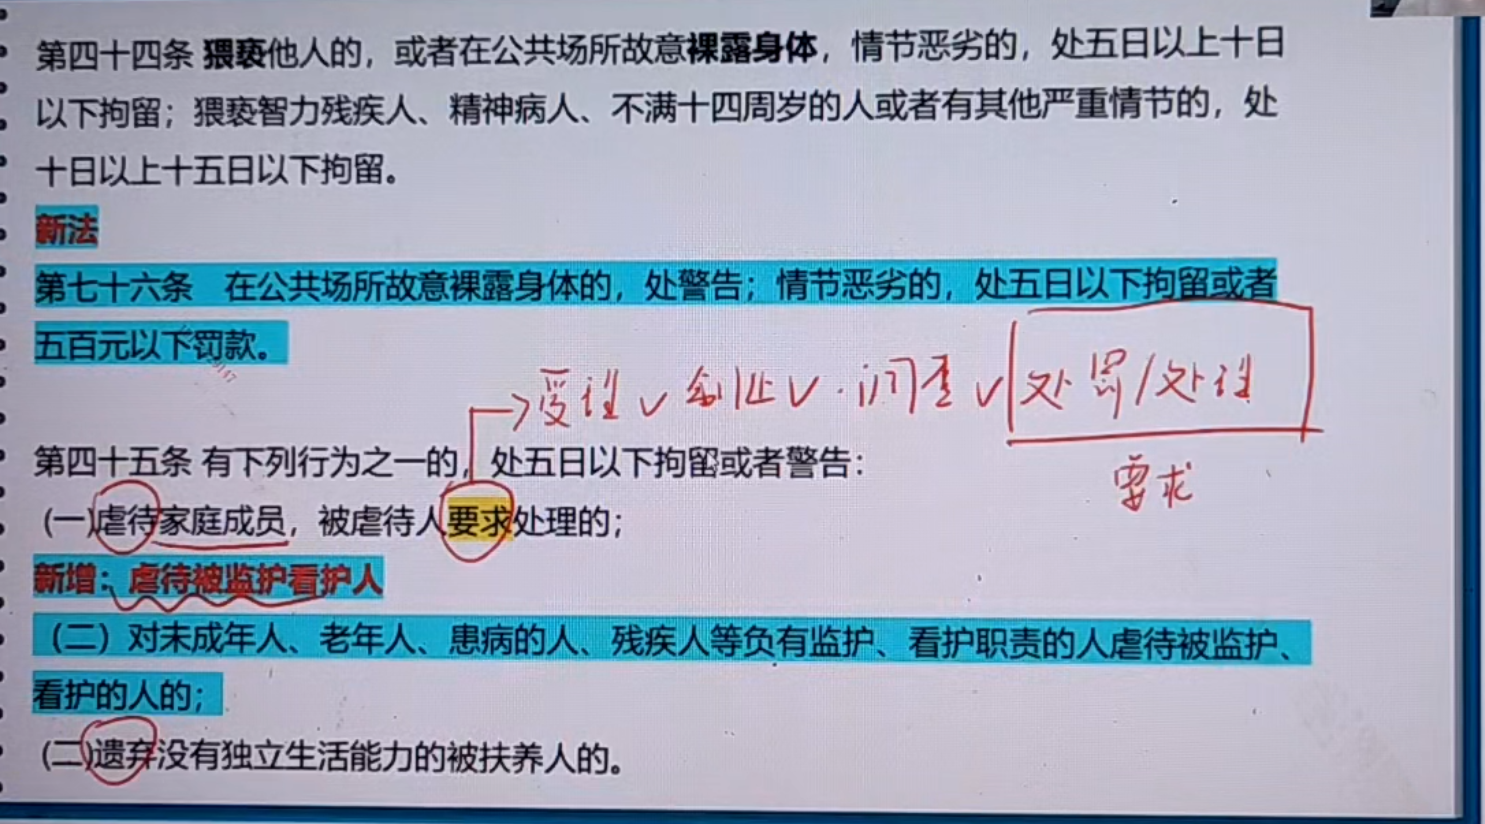 第四十四条 猥亵他人的，或者在公共场所故意裸露身体，情节恶劣的，处五日以上十日
以下拘留；猥亵智力残疾人、精神病人、不满十四周岁的人或者有其他严重情节的，处
十日以上十五日以下拘留。
新法
第七十六条 在公共场所故意裸露身体的，处警告；情节恶劣的，处五日以下拘留或者
五百元以下罚款。
受理√ 制止√ · 调查√ 处罚/处理
要求
第四十五条 有下列行为之一的，处五日以下拘留或者警告：
(一)虐待家庭成员，被虐待人要求处理的；
新增：虐待被监护看护人
（二）对未成年人、老年人、患病的人、残疾人等负有监护、看护职责的人虐待被监护、
看护的人的；
(二)遗弃没有独立生活能力的被扶养人的。